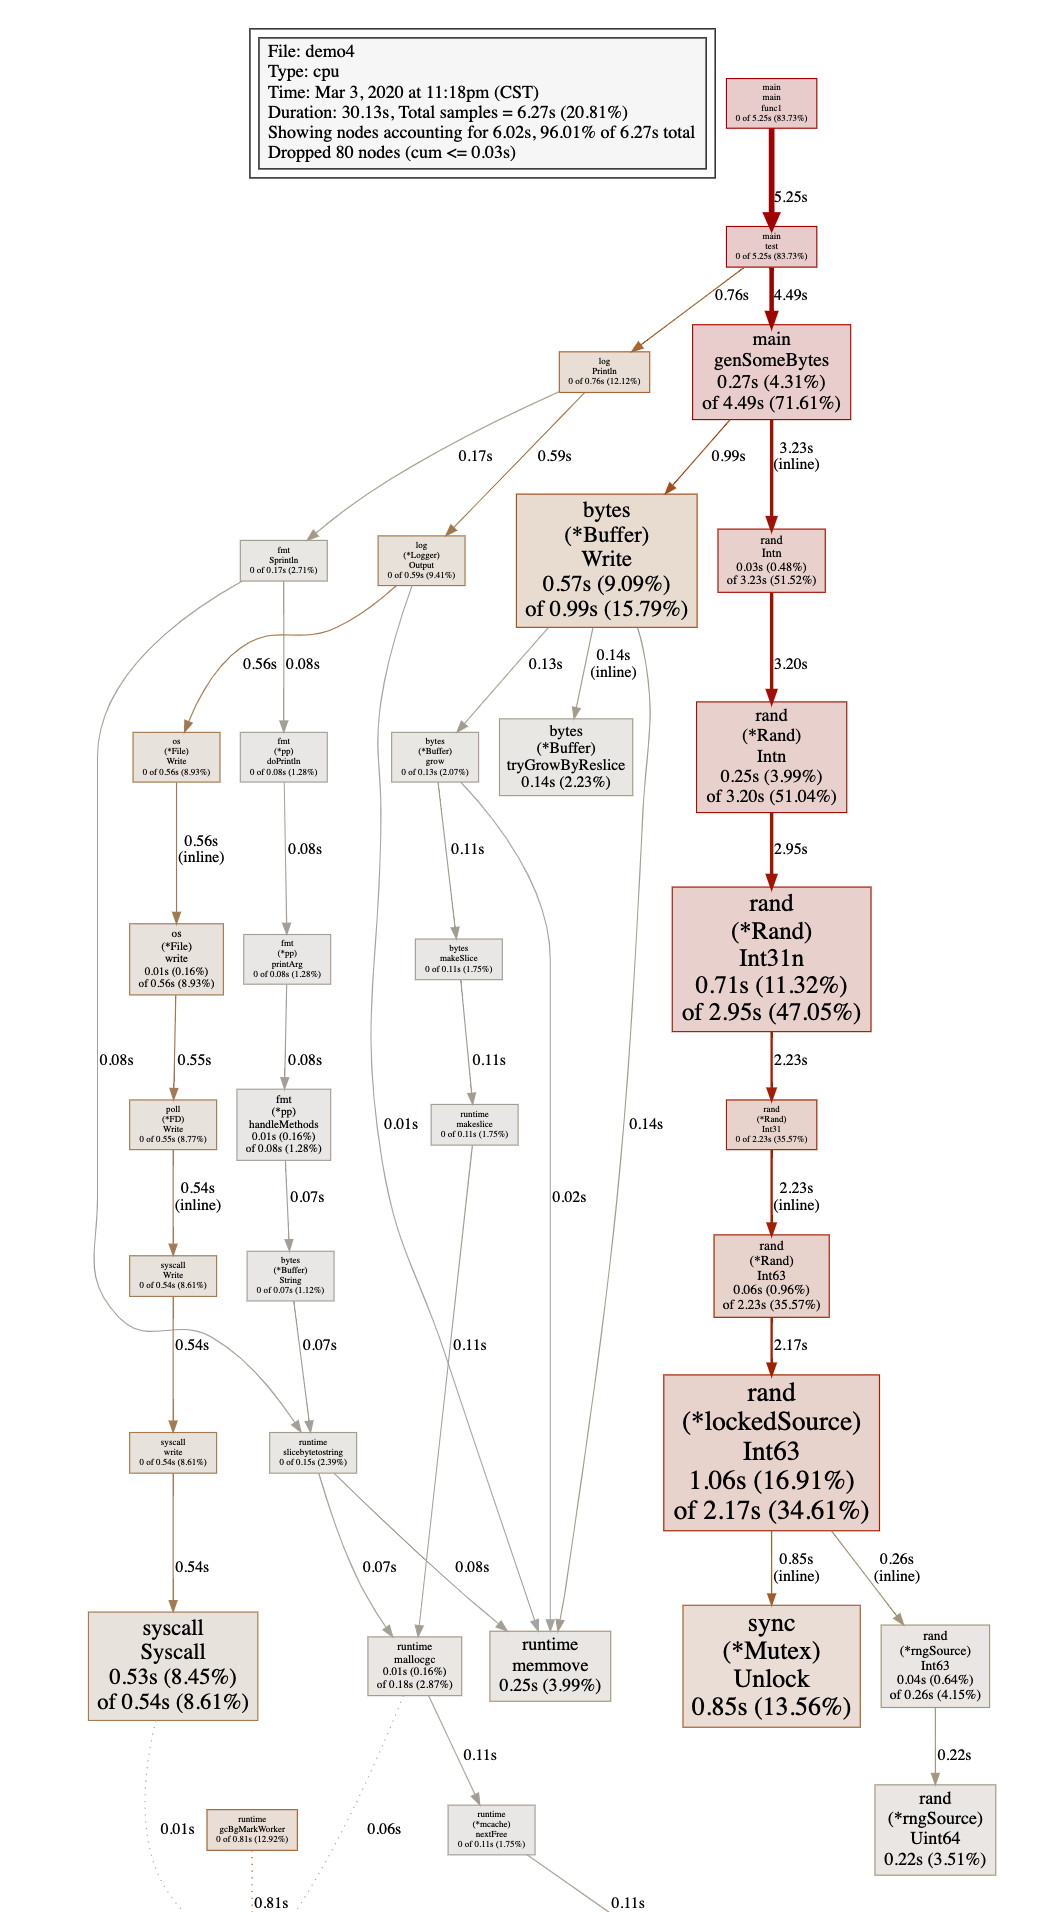 File: demo4
Type: cpu
Time: Mar 3, 2020 at 11:18pm (CST)
Duration: 30.13s, Total samples = 6.27s (20.81%)
Showing nodes accounting for 6.02s, 96.01% of 6.27s total
Dropped 80 nodes (cum <= 0.03s)
main
main
func1
0 of 5.25s (83.73%)
5.25s
main
test
0 of 5.25s (83.73%)
0.76s
4.49s
log
Println
0 of 0.76s (12.12%)
main
genSomeBytes
0.27s (4.31%)
of 4.49s (71.61%)
0.17s
0.59s
0.99s
3.23s
(inline)
fmt
Sprintln
0 of 0.17s (2.71%)
log
(*Logger)
Output
0 of 0.59s (9.41%)
bytes
(*Buffer)
Write
0.57s (9.09%)
of 0.99s (15.79%)
rand
Intn
0.03s (0.48%)
of 3.23s (51.52%)
0.56s
0.08s
0.13s
0.14s
(inline)
3.20s
os
(*File)
Write
0 of 0.56s (8.93%)
fmt
(*pp)
doPrintln
0 of 0.08s (1.28%)
bytes
(*Buffer)
grow
0 of 0.13s (2.07%)
bytes
(*Buffer)
tryGrowByReslice
0.14s (2.23%)
rand
(*Rand)
Intn
0.25s (3.99%)
of 3.20s (51.04%)
0.56s
(inline)
0.08s
0.11s
2.95s
os
(*File)
write
0.01s (0.16%)
of 0.56s (8.93%)
fmt
(*pp)
printArg
0 of 0.08s (1.28%)
bytes
makeSlice
0 of 0.11s (1.75%)
rand
(*Rand)
Int31n
0.71s (11.32%)
of 2.95s (47.05%)
0.08s
0.55s
0.08s
0.11s
2.23s
poll
(*FD)
Write
0 of 0.55s (8.77%)
fmt
(*pp)
handleMethods
0.01s (0.16%)
of 0.08s (1.28%)
0.01s
runtime
makeslice
0 of 0.11s (1.75%)
0.14s
rand
(*Rand)
Int31
0 of 2.23s (35.57%)
0.54s
(inline)
0.07s
0.02s
2.23s
(inline)
syscall
Write
0 of 0.54s (8.61%)
bytes
(*Buffer)
String
0 of 0.07s (1.12%)
rand
(*Rand)
Int63
0.06s (0.96%)
of 2.23s (35.57%)
0.54s
0.07s
0.11s
2.17s
syscall
write
0 of 0.54s (8.61%)
runtime
slicebytetostring
0 of 0.15s (2.39%)
rand
(*lockedSource)
Int63
1.06s (16.91%)
of 2.17s (34.61%)
0.54s
0.07s
0.08s
0.85s
(inline)
0.26s
(inline)
syscall
Syscall
0.53s (8.45%)
of 0.54s (8.61%)
runtime
mallocgc
0.01s (0.16%)
of 0.18s (2.87%)
runtime
memmove
0.25s (3.99%)
sync
(*Mutex)
Unlock
0.85s (13.56%)
rand
(*rngSource)
Int63
0.04s (0.64%)
of 0.26s (4.15%)
0.11s
0.22s
0.01s
runtime
gcBgMarkWorker
0 of 0.81s (12.92%)
0.06s
runtime
(*mcache)
nextFree
0 of 0.11s (1.75%)
rand
(*rngSource)
Uint64
0.22s (3.51%)
0.81s
0.11s